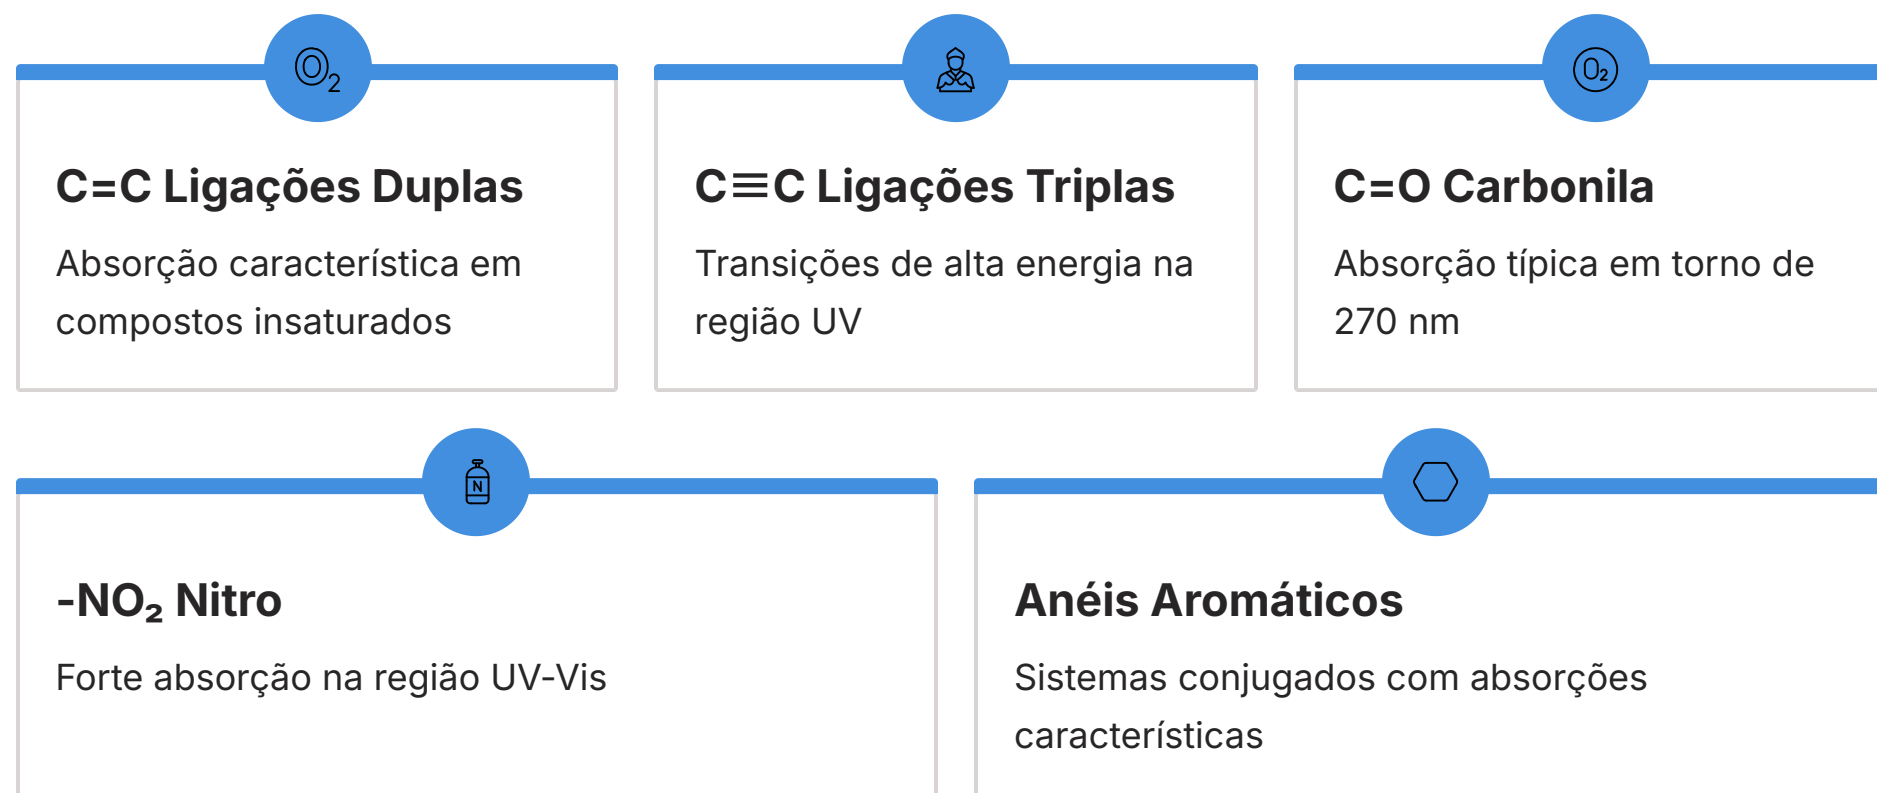 O₂
O₂
C=C Ligações Duplas
C≡C Ligações Triplas
C=O Carbonila
Absorção característica em
compostos insaturados
Transições de alta energia na
região UV
Absorção típica em torno de
270 nm
N
-NO₂ Nitro
Forte absorção na região UV-Vis
Anéis Aromáticos
Sistemas conjugados com absorções
características